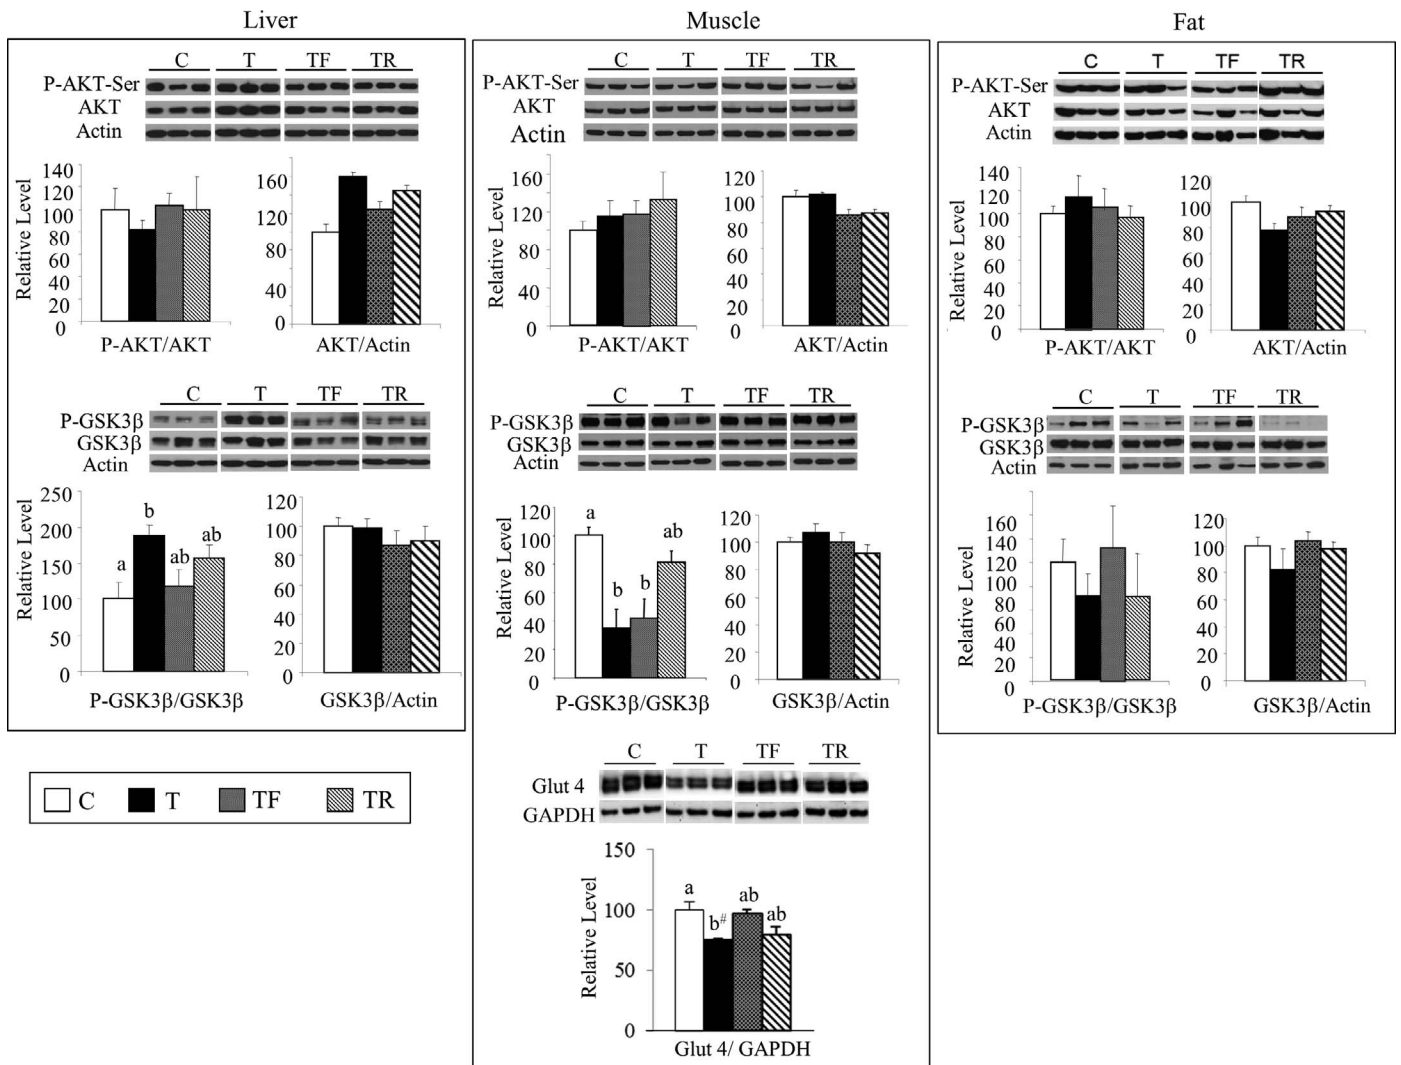 Liver
C T TF TR
P-AKT-Ser
AKT
Actin
Relative Level
140
120
100
80
60
40
20
0
P-AKT/AKT
160
120
80
40
0
AKT/Actin
C T TF TR
P-GSK3β
GSK3β
Actin
Relative Level
250
200
150
100
50
0
a b ab ab
P-GSK3β/GSK3β
120
100
80
60
40
20
0
GSK3β/Actin
C T TF TR
Muscle
C T TF TR
P-AKT-Ser
AKT
Actin
Relative Level
160
120
80
40
0
P-AKT/AKT
120
100
80
60
40
20
0
AKT/Actin
C T TF TR
P-GSK3β
GSK3β
Actin
Relative Level
120
100
80
60
40
20
0
a b b ab
P-GSK3β/GSK3β
120
100
80
60
40
20
0
GSK3β/Actin
C T TF TR
Glut 4
GAPDH
Relative Level
150
100
50
0
a b# ab ab
Glut 4/ GAPDH
Fat
C T TF TR
P-AKT-Ser
AKT
Actin
Relative Level
140
120
100
80
60
40
20
0
P-AKT/AKT
120
100
80
60
40
20
0
AKT/Actin
C T TF TR
P-GSK3β
GSK3β
Actin
Relative Level
140
120
120
80
60
40
20
0
P-GSK3β/GSK3β
120
100
80
60
40
20
0
GSK3β/Actin